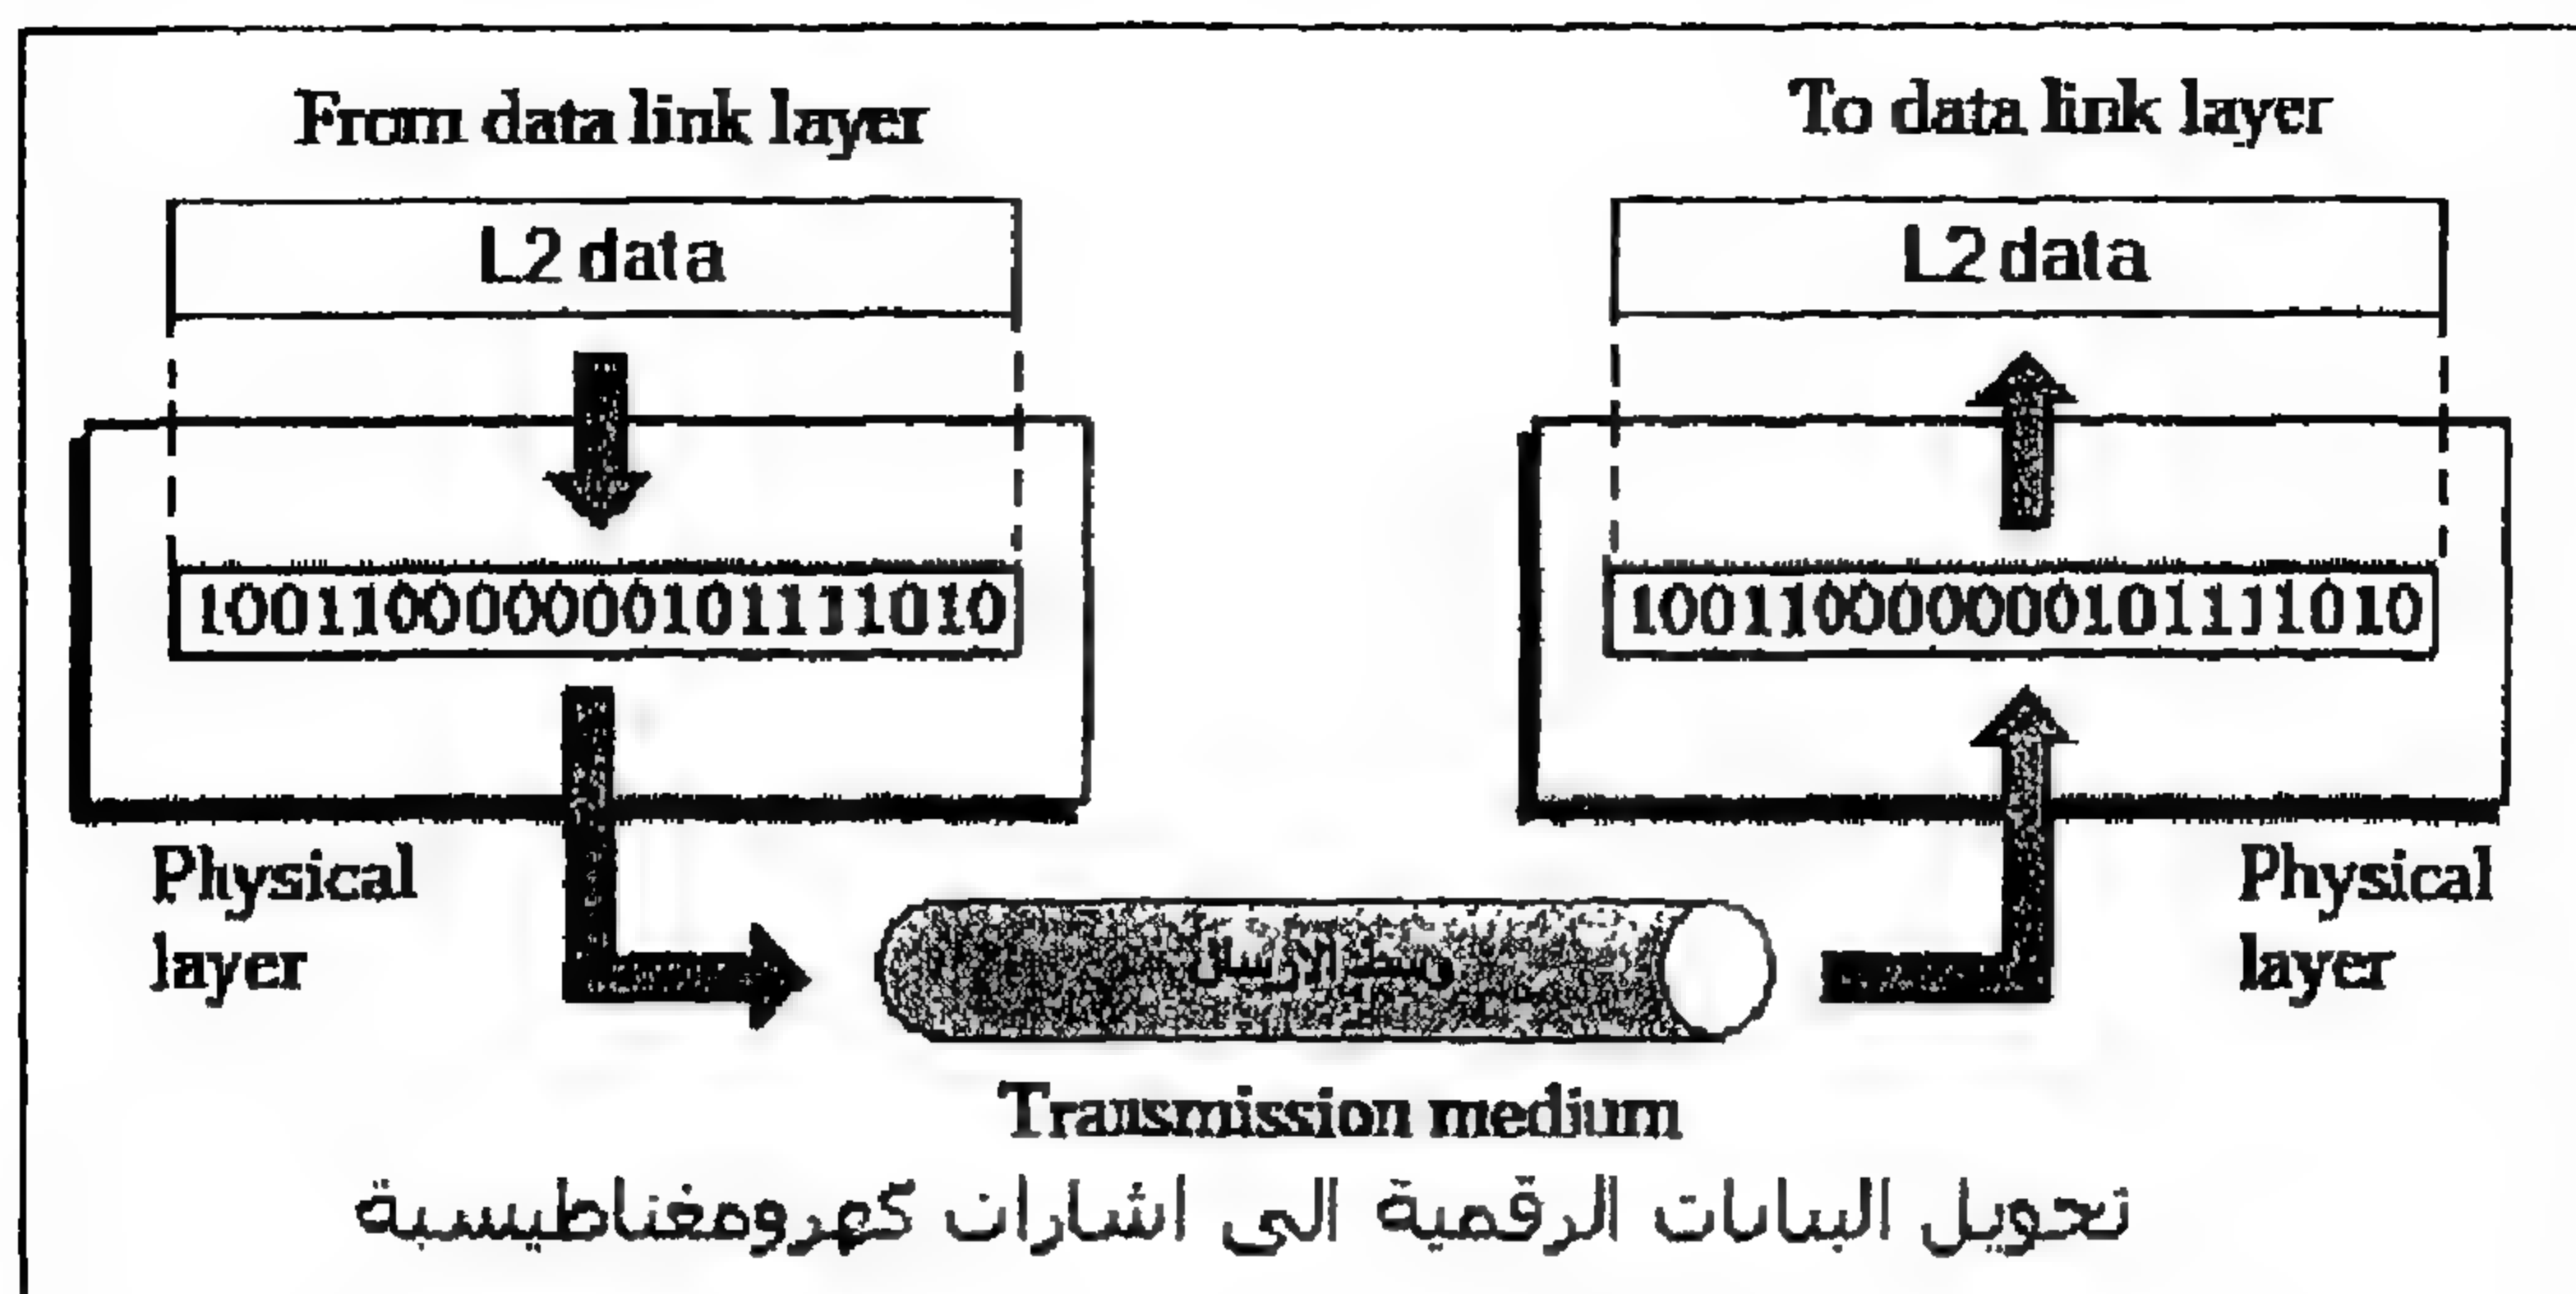 From data link layer
To data link layer
L2 data
L2 data
100110000000101111010
100110000000101111010
Physical
layer
Physical
layer
Transmission medium
تحويل البيانات الرقمية الى اشارات كهرومغناطيسية